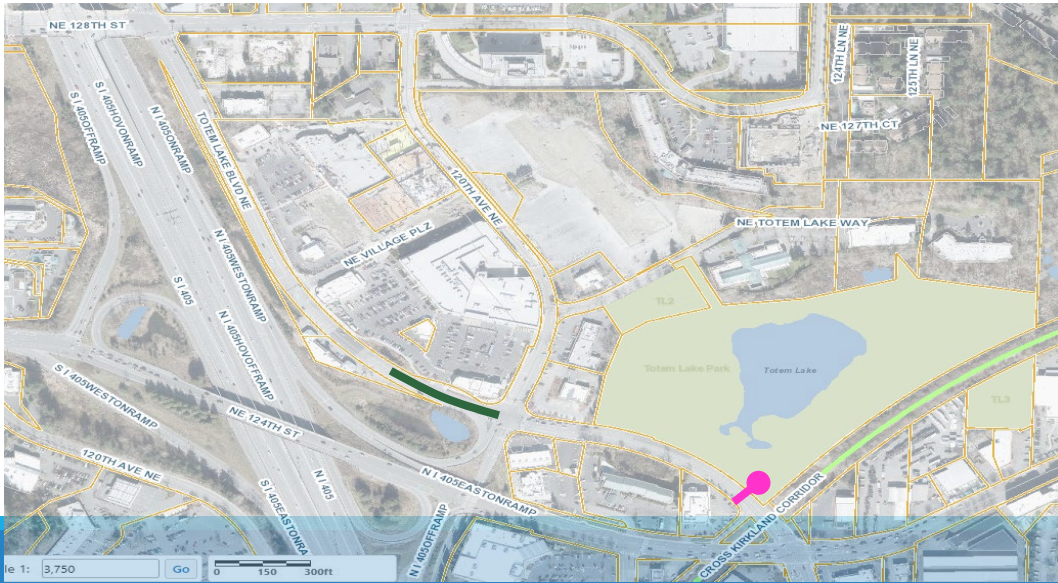 NE 128TH ST
124TH LN NE
125TH LN NE
S I 405OFFRAMP
S I 405HOVONRAMP
N I 405ONRAMP
TOTEM LAKE BLVD NE
NE 127TH CT
120TH AVE NE
NE TOTEM LAKE WAY
NE VILLAGE PLZ
N I 405WESTONRAMP
S I 405
N I 405HOVOFFRAMP
TL2
Totem Lake Park
Totem Lake
TL3
S I 405WESTONRAMP
NE 124TH ST
120TH AVE NE
N I 405
N I 405EASTONRAMP
S I 405EASTONRA
N I 405OFFRAMP
CROSS KIRKLAND CORRIDOR
le 1: 3,750 Go
0 150 300ft